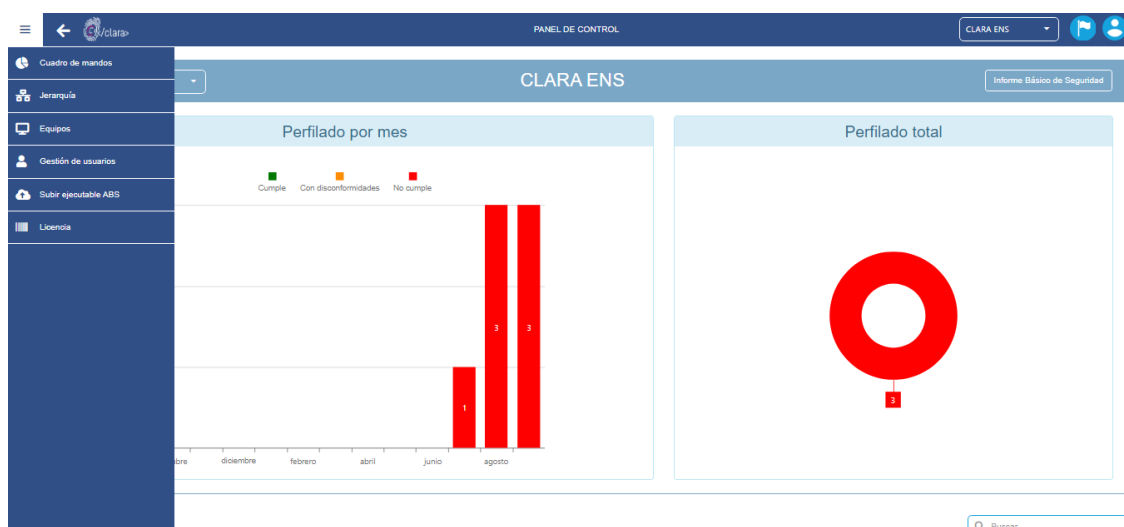 /clara>
PANEL DE CONTROL
CLARA ENS
Cuadro de mandos
Jerarquía
Equipos
Gestión de usuarios
Subir ejecutable ABS
Licencia
CLARA ENS
Informe Básico de Seguridad
Perfilado por mes
Cumple Con disconformidades No cumple
3 3
1
bre diciembre febrero abril junio agosto
Perfilado total
3
Buscar